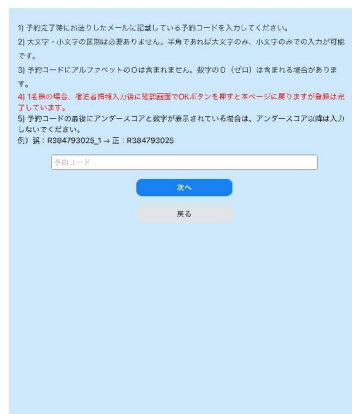 1) 予約完了時にお送りしたメールに記載している予約コードを入力してください。
2) 大文字・小文字の区別は必要ありません。半角であれば大文字のみ、小文字のみでの入力が可能
です。
3) 予約コードにアルファベットのOは含まれません。数字の0（ゼロ）は含まれる場合がありま
す。
4) 1名様の場合、宿泊者情報入力後に確認画面でOKボタンを押すと本ページに戻りますが登録は完
了しています。
5) 予約コードの最後にアンダースコアと数字が表示されている場合は、アンダースコア以降は入力
しないでください。
例）誤：R384793025_1→正：R384793025
予約コード
次へ
戻る